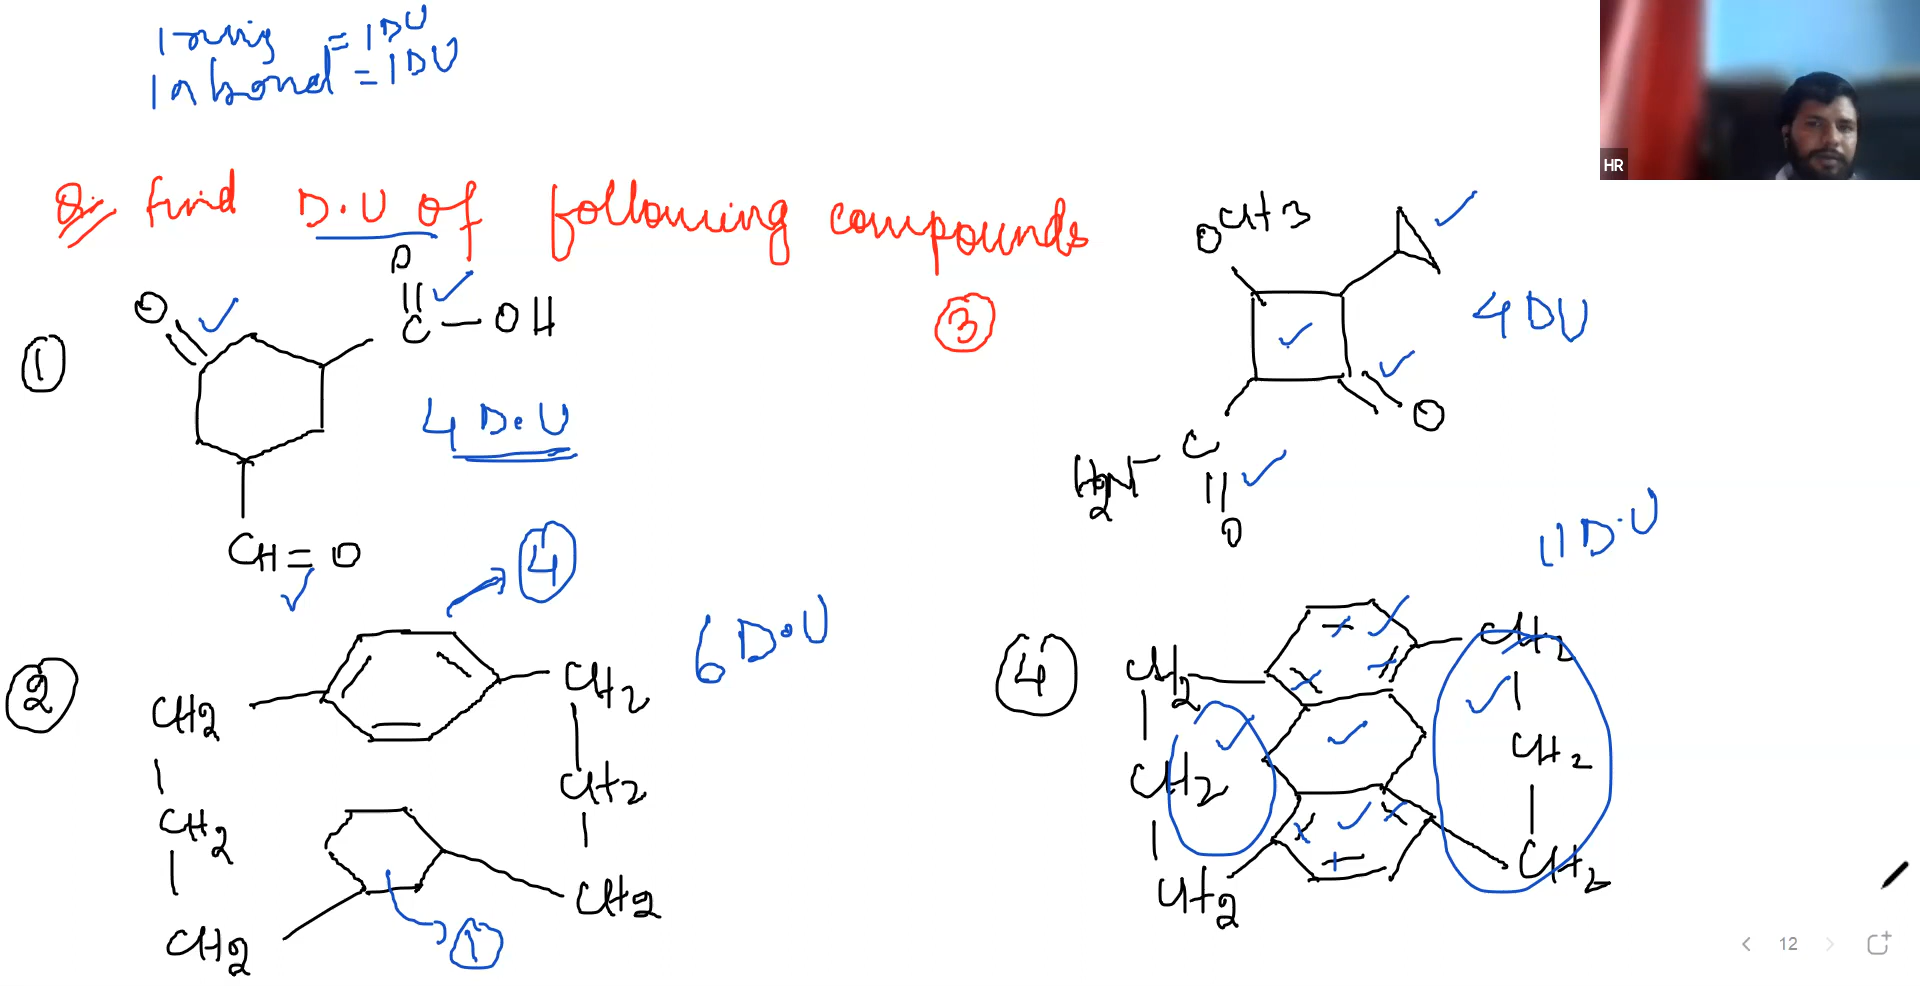 1 ring = 1 DU
1 π bond = 1 DU
Q:- find D.U of following compounds
①
O
O
C — OH
4 D.U
CH = O
②
4
6 D.U
CH2
CH2
CH2
CH2
CH2
CH2
1
③
OCH3
4 DU
O
H2N
C
O
④
11 D.U
CH2
CH2
CH2
CH2
CH2
CH2
HR
12